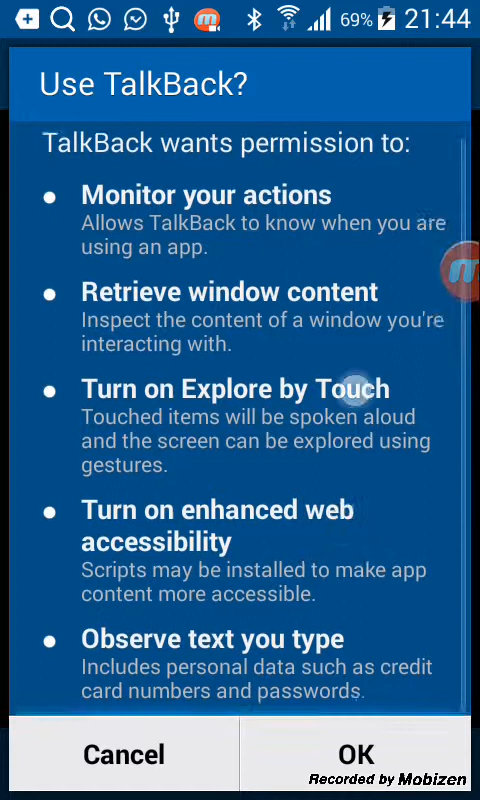 69% 21:44
Use TalkBack?
TalkBack wants permission to:
Monitor your actions
Allows TalkBack to know when you are
using an app.
Retrieve window content
Inspect the content of a window you're
interacting with.
Turn on Explore by Touch
Touched items will be spoken aloud
and the screen can be explored using
gestures.
Turn on enhanced web
accessibility
Scripts may be installed to make app
content more accessible.
Observe text you type
Includes personal data such as credit
card numbers and passwords.
Cancel OK
Recorded by Mobizen